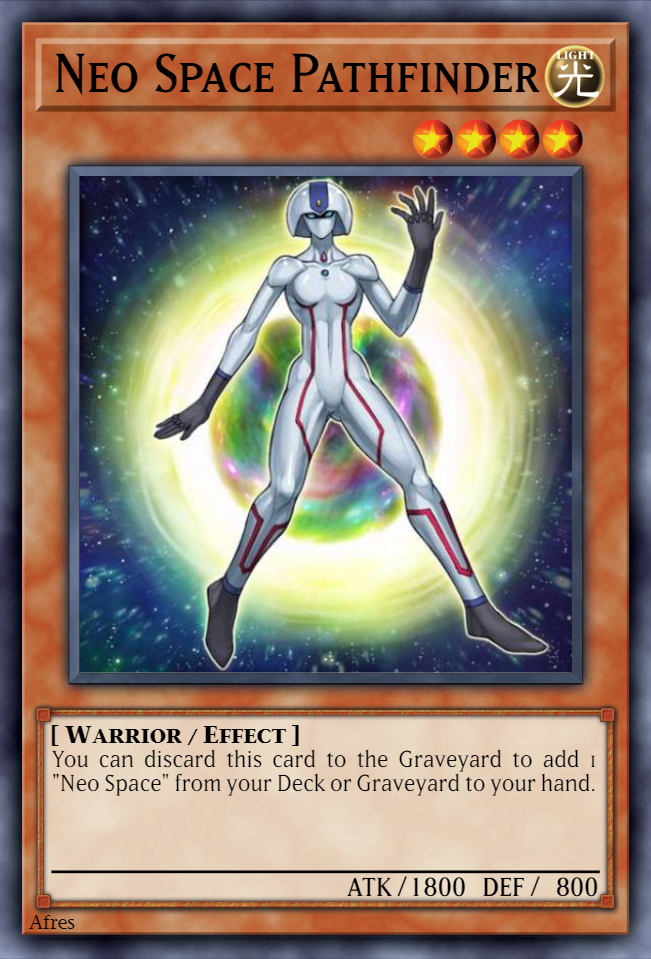 Neo Space Pathfinder
LIGHT
光
[ Warrior / Effect ]
You can discard this card to the Graveyard to add 1
"Neo Space" from your Deck or Graveyard to your hand.
ATK / 1800 DEF / 800
Afres